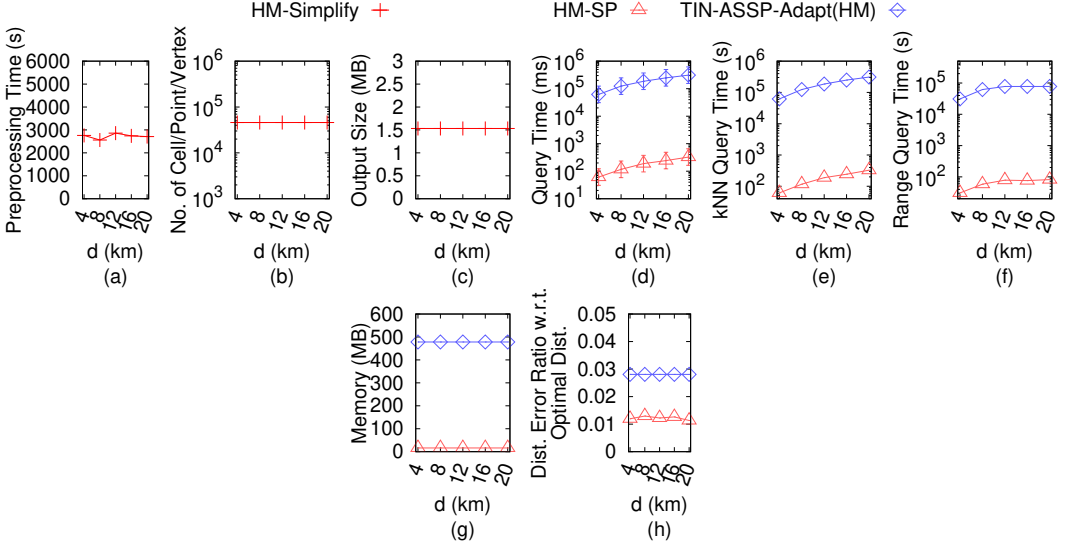 HM-Simplify HM-SP TIN-ASSP-Adapt(HM)
Preprocessing Time (s)
0
1000
2000
3000
4000
5000
6000
4 8 12 16 20
d (km)
(a)
No. of Cell/Point/Vertex
10^3
10^4
10^5
10^6
4 8 12 16 20
d (km)
(b)
Output Size (MB)
0
0.5
1
1.5
2
2.5
3
4 8 12 16 20
d (km)
(c)
Query Time (ms)
10^1
10^2
10^3
10^4
10^5
10^6
4 8 12 16 20
d (km)
(d)
kNN Query Time (s)
10^2
10^3
10^4
10^5
10^6
4 8 12 16 20
d (km)
(e)
Range Query Time (s)
10^2
10^3
10^4
10^5
4 8 12 16 20
d (km)
(f)
Memory (MB)
0
100
200
300
400
500
600
4 8 12 16 20
d (km)
(g)
Dist. Error Ratio w.r.t.
Optimal Dist.
0
0.01
0.02
0.03
0.04
0.05
4 8 12 16 20
d (km)
(h)